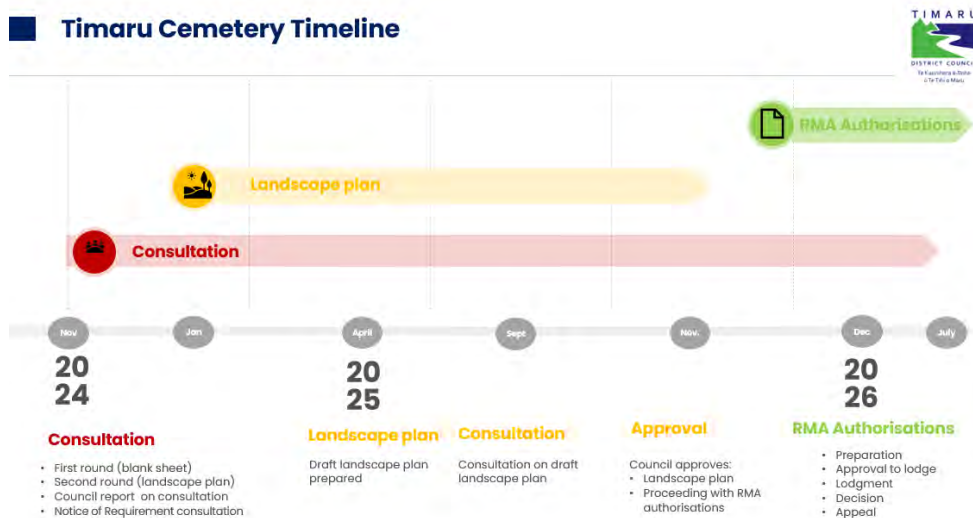 Timaru Cemetery Timeline
TIMARU
DISTRICT COUNCIL
RMA Authorisations
Landscape plan
Consultation
Nov
Jan
April
Sept
Nov.
Dec
July
20
24
20
25
20
26
Consultation
• First round (blank sheet)
• Second round (landscape plan)
• Council report on consultation
• Notice of Requirement consultation
Landscape plan
Draft landscape plan
prepared
Consultation
Consultation on draft
landscape plan
Approval
Council approves:
• Landscape plan
• Proceeding with RMA
authorisations
RMA Authorisations
• Preparation
• Approval to lodge
• Lodgment
• Decision
• Appeal